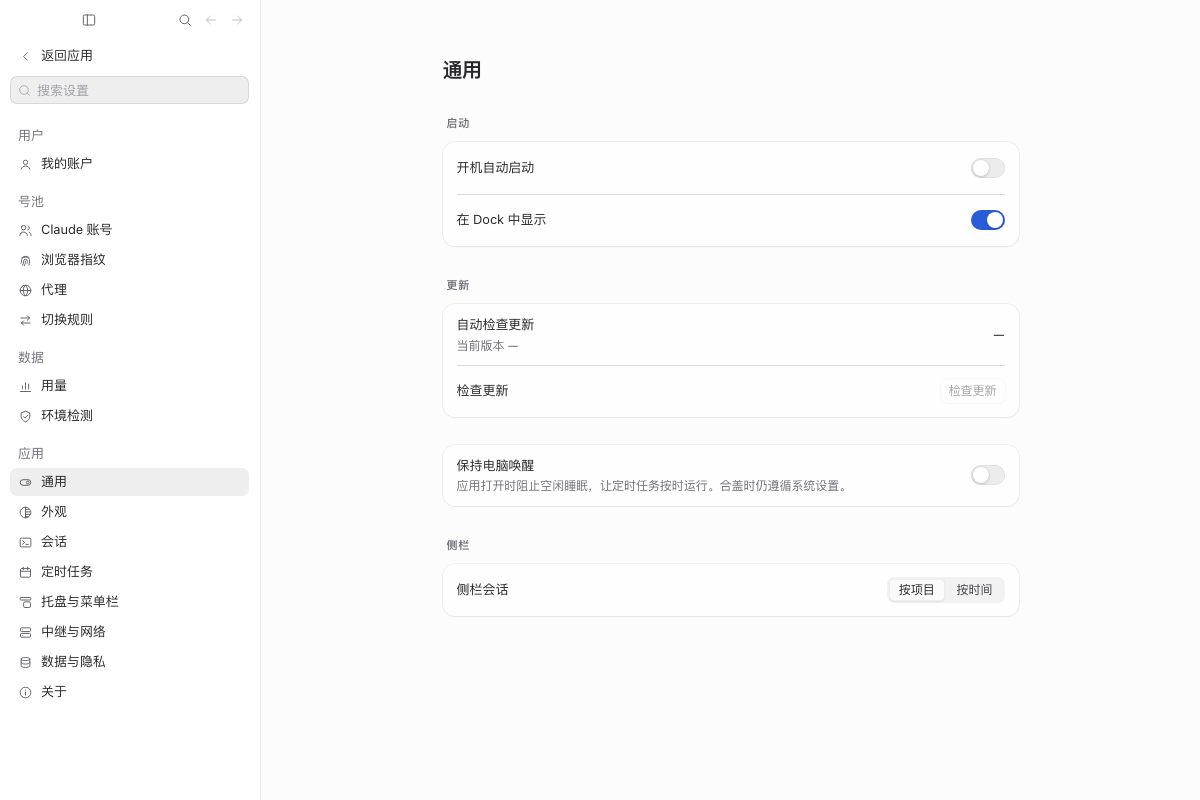 返回应用
搜索设置
用户
我的账户
号池
Claude 账号
浏览器指纹
代理
切换规则
数据
用量
环境检测
应用
通用
外观
会话
定时任务
托盘与菜单栏
中继与网络
数据与隐私
关于
通用
启动
开机自动启动
在 Dock 中显示
更新
自动检查更新
当前版本 —
—
检查更新
检查更新
保持电脑唤醒
应用打开时阻止空闲睡眠，让定时任务按时运行。合盖时仍遵循系统设置。
侧栏
侧栏会话
按项目 按时间